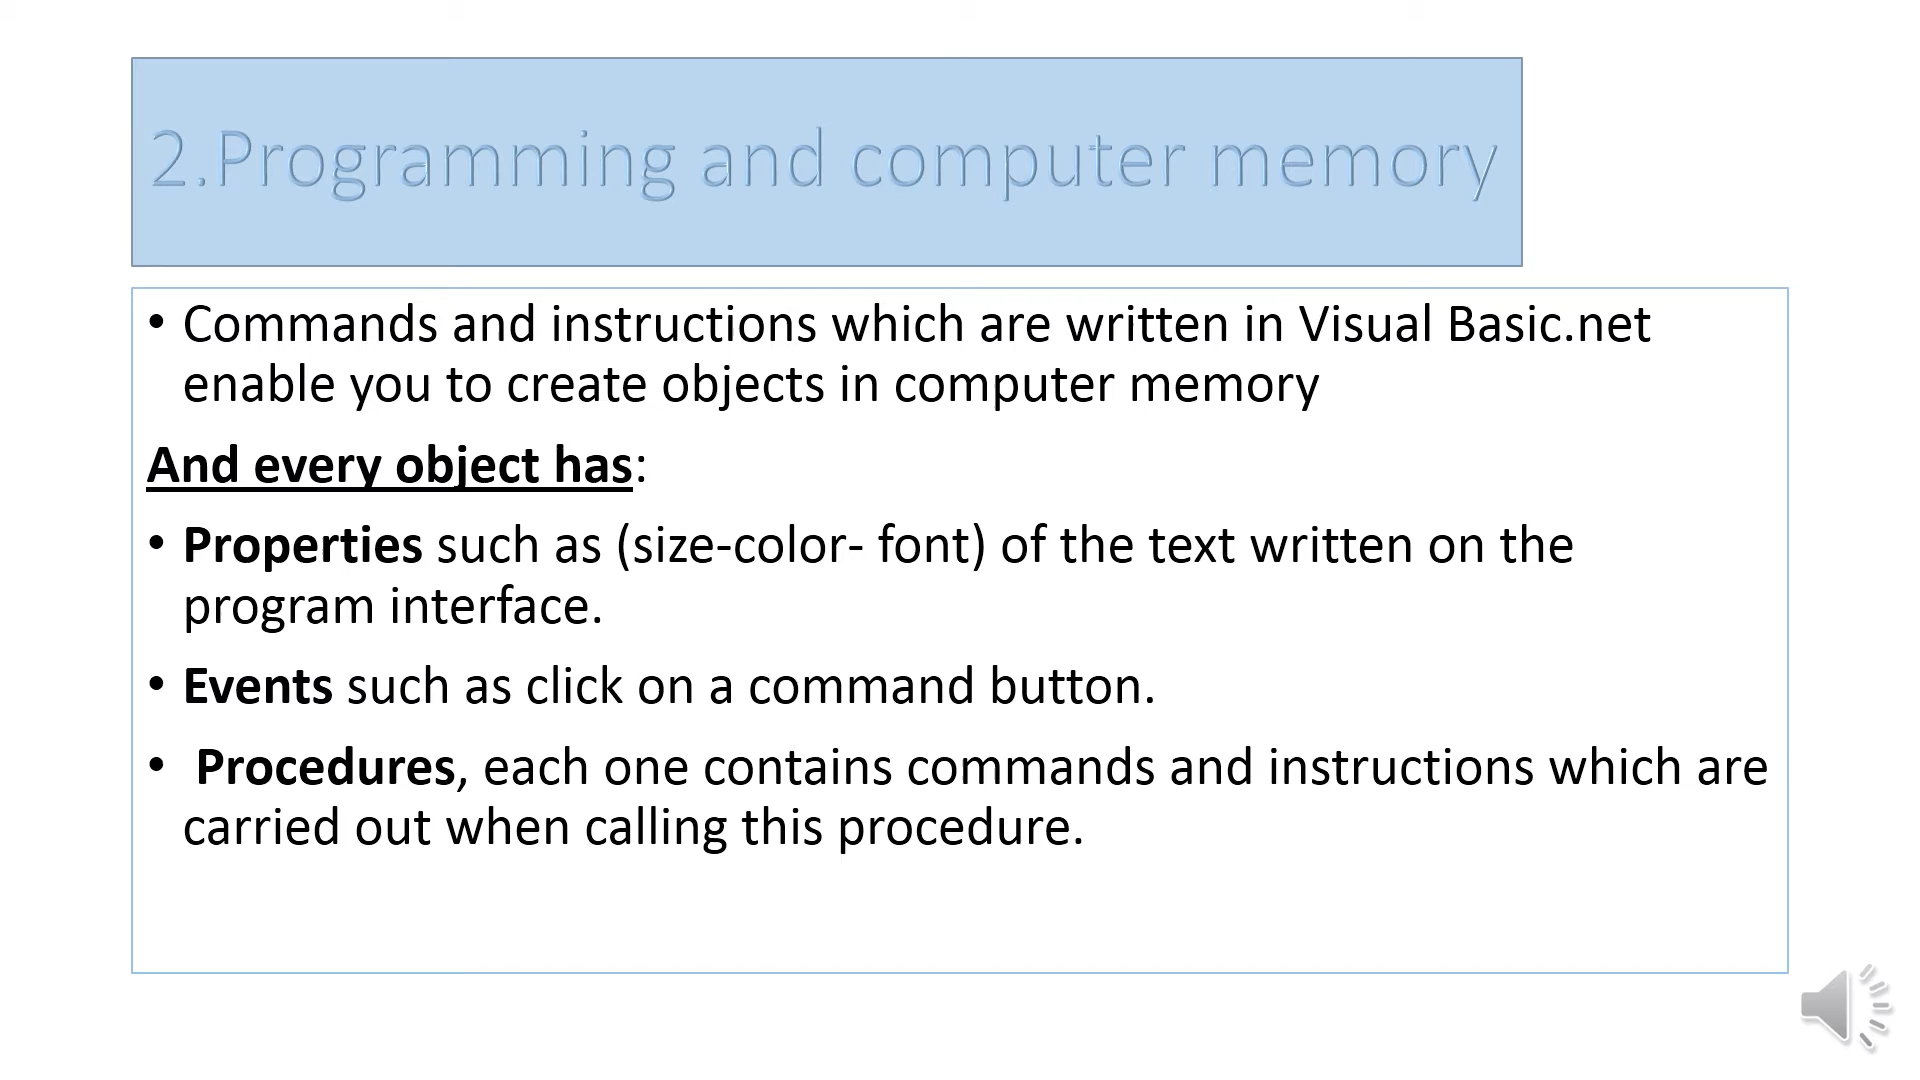 2.Programming and computer memory
• Commands and instructions which are written in Visual Basic.net
enable you to create objects in computer memory
And every object has:
• Properties such as (size-color- font) of the text written on the
program interface.
• Events such as click on a command button.
• Procedures, each one contains commands and instructions which are
carried out when calling this procedure.